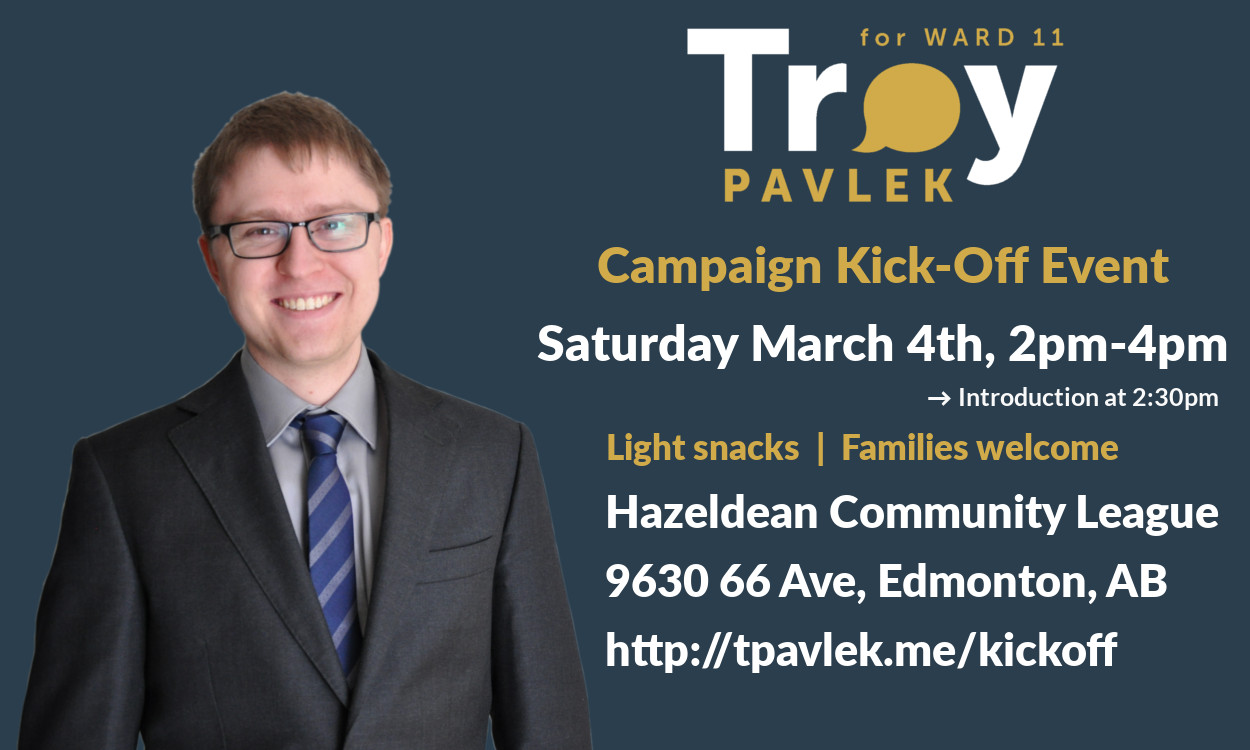 for WARD 11
Troy
PAVLEK
Campaign Kick-Off Event
Saturday March 4th, 2pm-4pm
→ Introduction at 2:30pm
Light snacks | Families welcome
Hazeldean Community League
9630 66 Ave, Edmonton, AB
http://tpavlek.me/kickoff